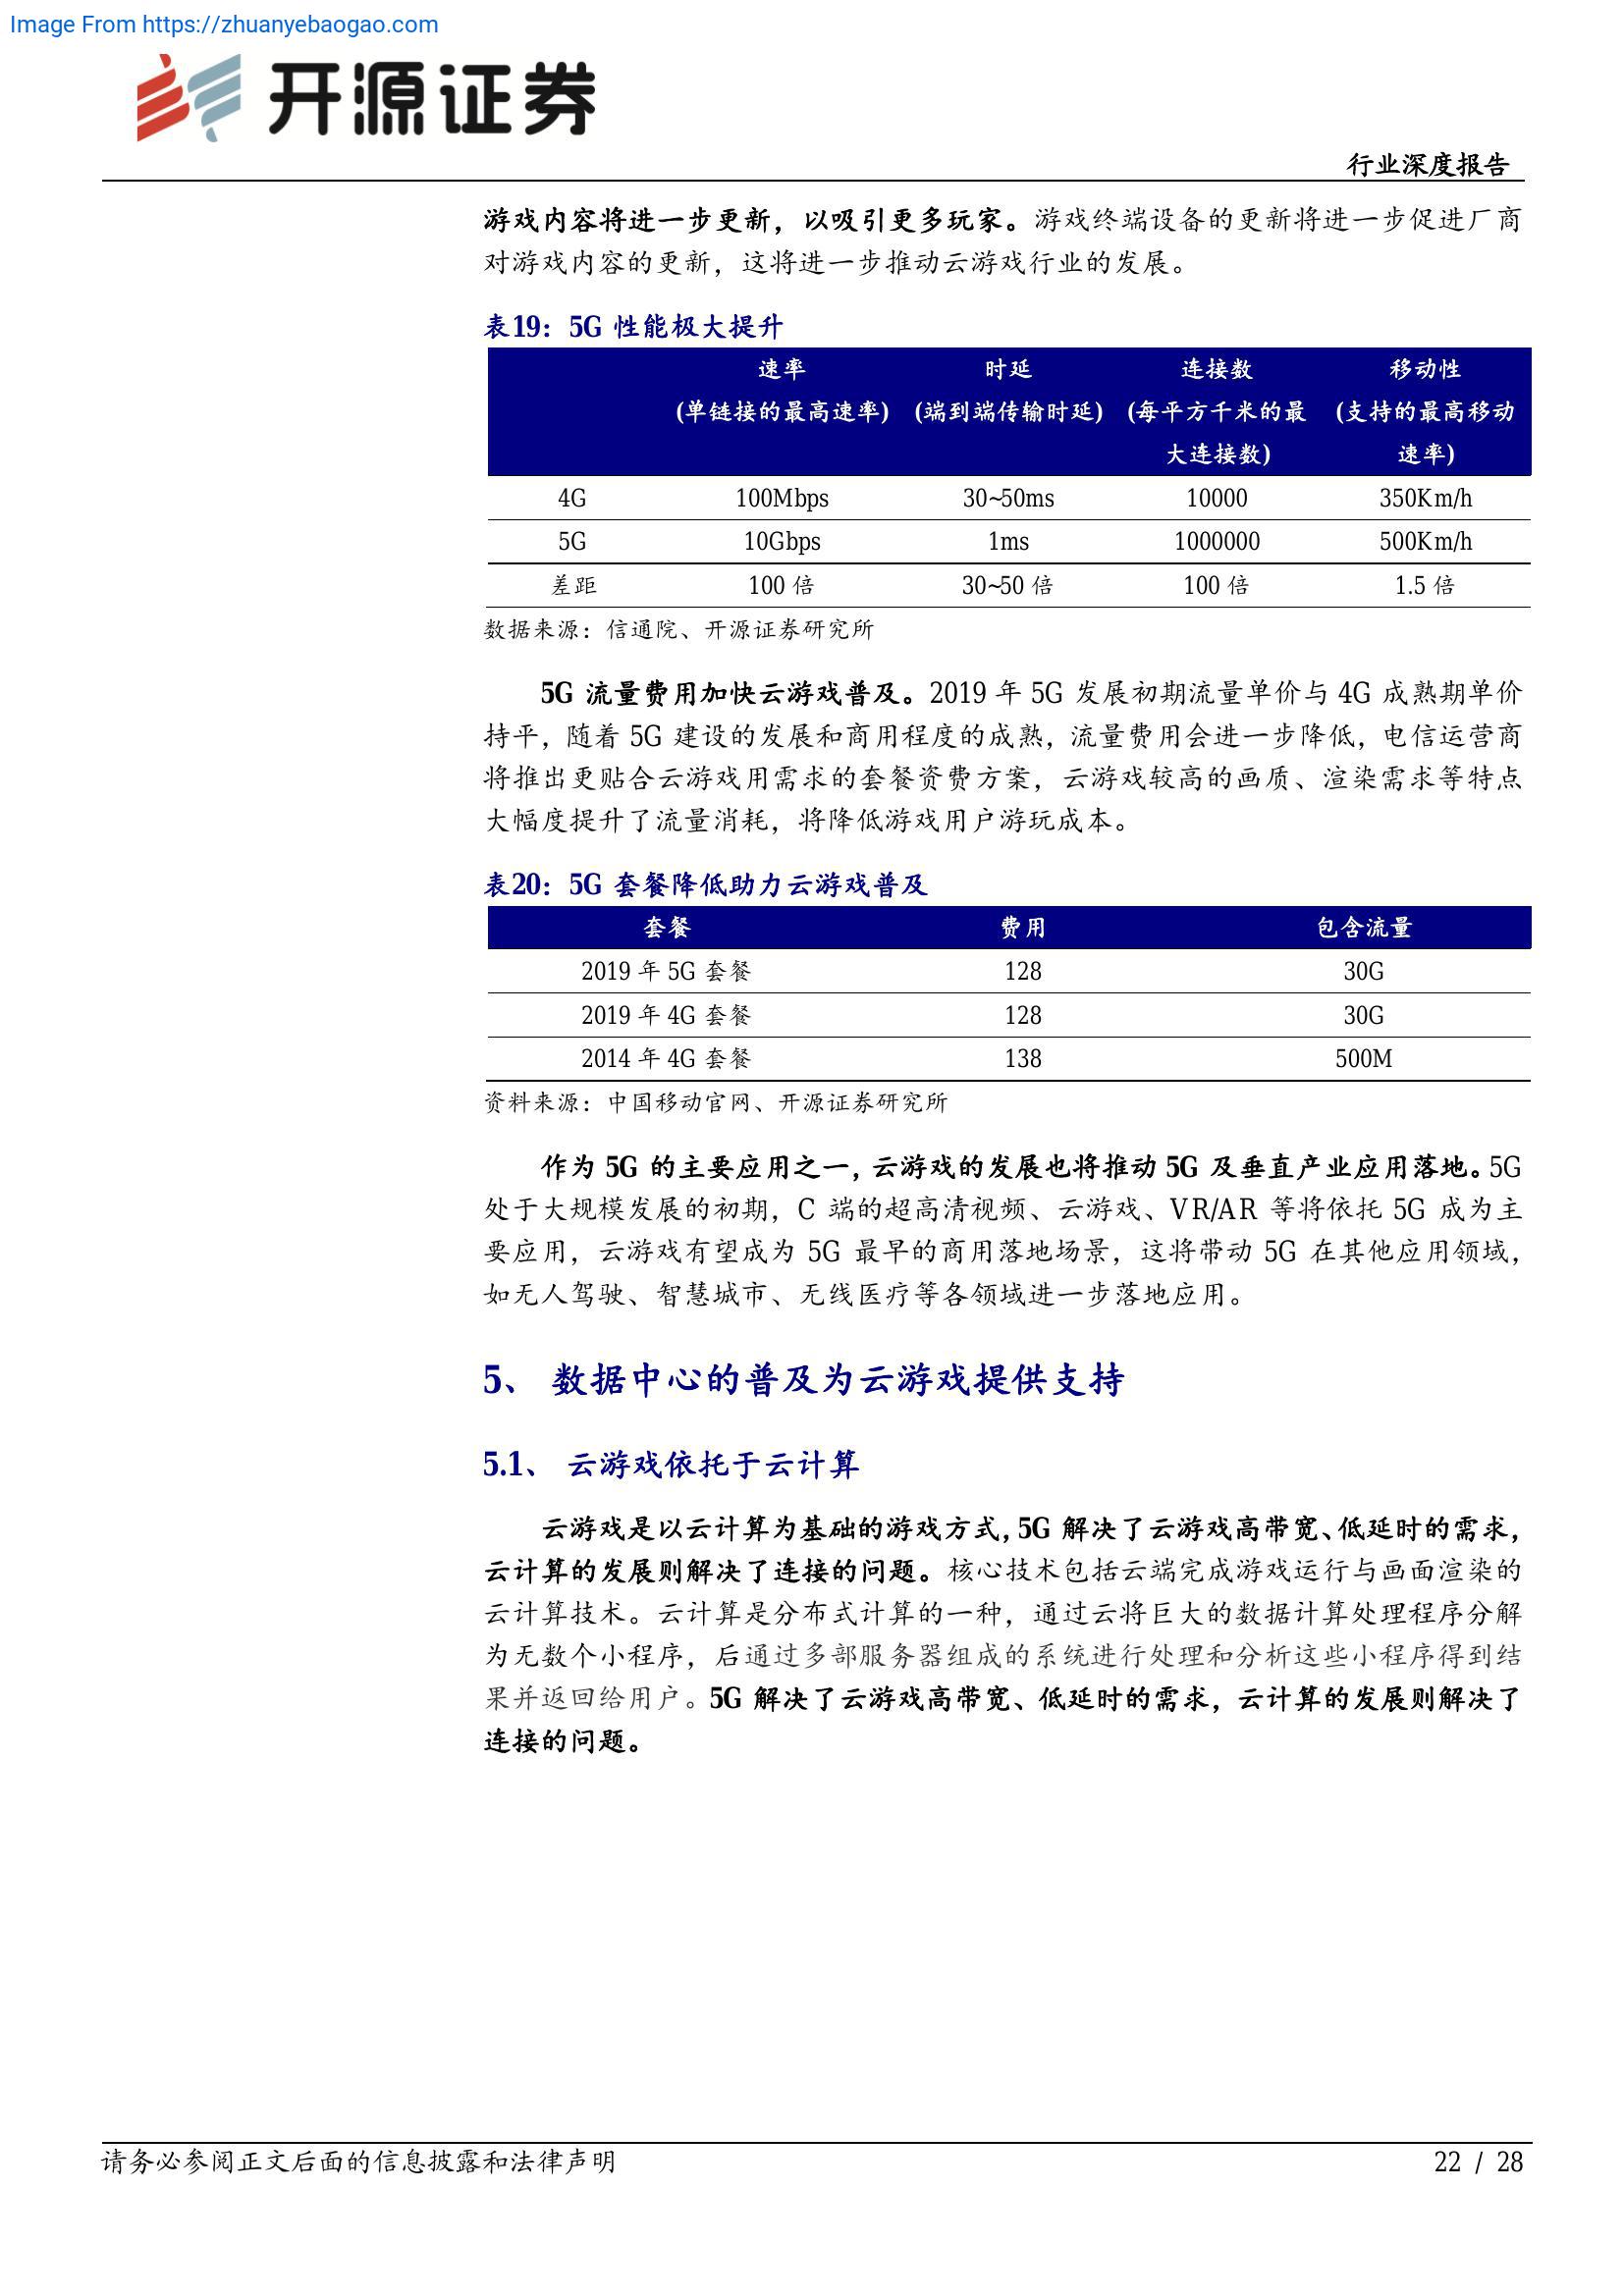 Image From https://zhuanyebaogao.com
开源证券
行业深度报告
游戏内容将进一步更新，以吸引更多玩家。游戏终端设备的更新将进一步促进厂商
对游戏内容的更新，这将进一步推动云游戏行业的发展。
表19：5G 性能极大提升
速率 时延 连接数 移动性
(单链接的最高速率) (端到端传输时延) (每平方千米的最 (支持的最高移动
大连接数) 速率)
4G 100Mbps 30~50ms 10000 350Km/h
5G 10Gbps 1ms 1000000 500Km/h
差距 100 倍 30~50 倍 100 倍 1.5 倍
数据来源：信通院、开源证券研究所
5G 流量费用加快云游戏普及。2019 年 5G 发展初期流量单价与 4G 成熟期单价
持平，随着 5G 建设的发展和商用程度的成熟，流量费用会进一步降低，电信运营商
将推出更贴合云游戏用需求的套餐资费方案，云游戏较高的画质、渲染需求等特点
大幅度提升了流量消耗，将降低游戏用户游玩成本。
表20：5G 套餐降低助力云游戏普及
套餐 费用 包含流量
2019 年 5G 套餐 128 30G
2019 年 4G 套餐 128 30G
2014 年 4G 套餐 138 500M
资料来源：中国移动官网、开源证券研究所
作为 5G 的主要应用之一，云游戏的发展也将推动 5G 及垂直产业应用落地。5G
处于大规模发展的初期，C 端的超高清视频、云游戏、VR/AR 等将依托 5G 成为主
要应用，云游戏有望成为 5G 最早的商用落地场景，这将带动 5G 在其他应用领域，
如无人驾驶、智慧城市、无线医疗等各领域进一步落地应用。
5、 数据中心的普及为云游戏提供支持
5.1、 云游戏依托于云计算
云游戏是以云计算为基础的游戏方式，5G 解决了云游戏高带宽、低延时的需求，
云计算的发展则解决了连接的问题。核心技术包括云端完成游戏运行与画面渲染的
云计算技术。云计算是分布式计算的一种，通过云将巨大的数据计算处理程序分解
为无数个小程序，后通过多部服务器组成的系统进行处理和分析这些小程序得到结
果并返回给用户。5G 解决了云游戏高带宽、低延时的需求，云计算的发展则解决了
连接的问题。
请务必参阅正文后面的信息披露和法律声明 22 / 28